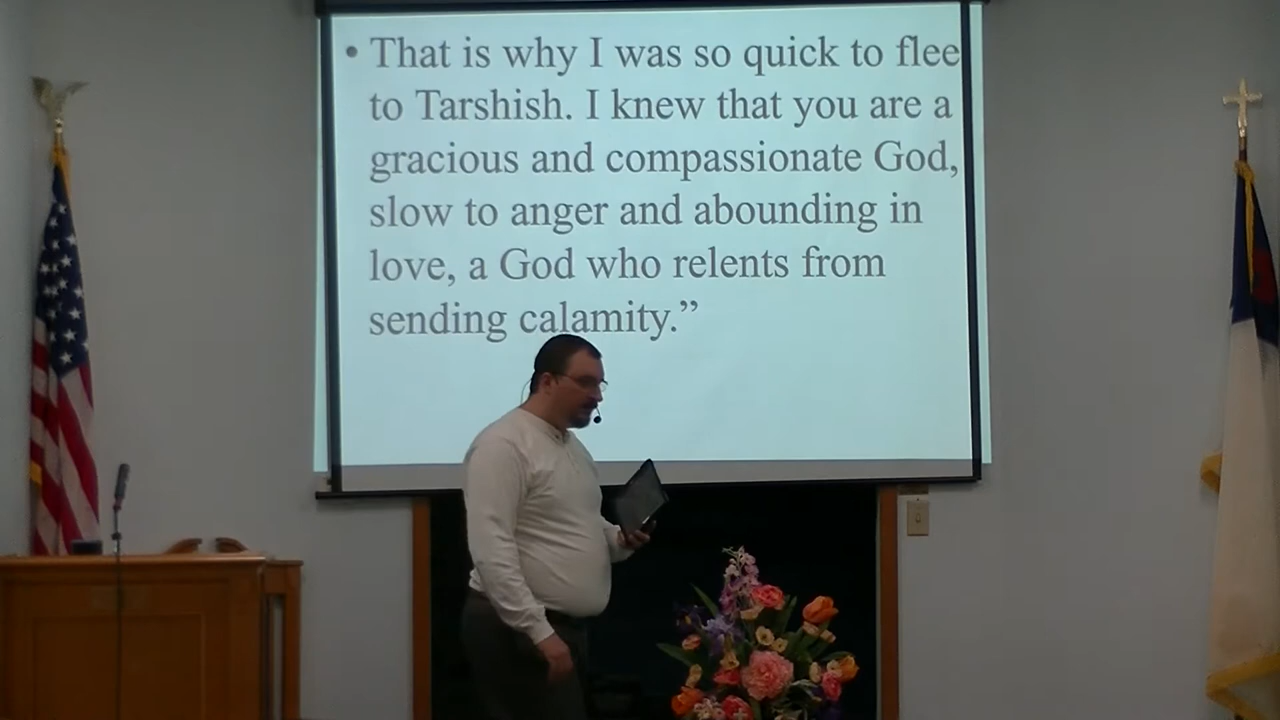 • That is why I was so quick to flee
to Tarshish. I knew that you are a
gracious and compassionate God,
slow to anger and abounding in
love, a God who relents from
sending calamity.”